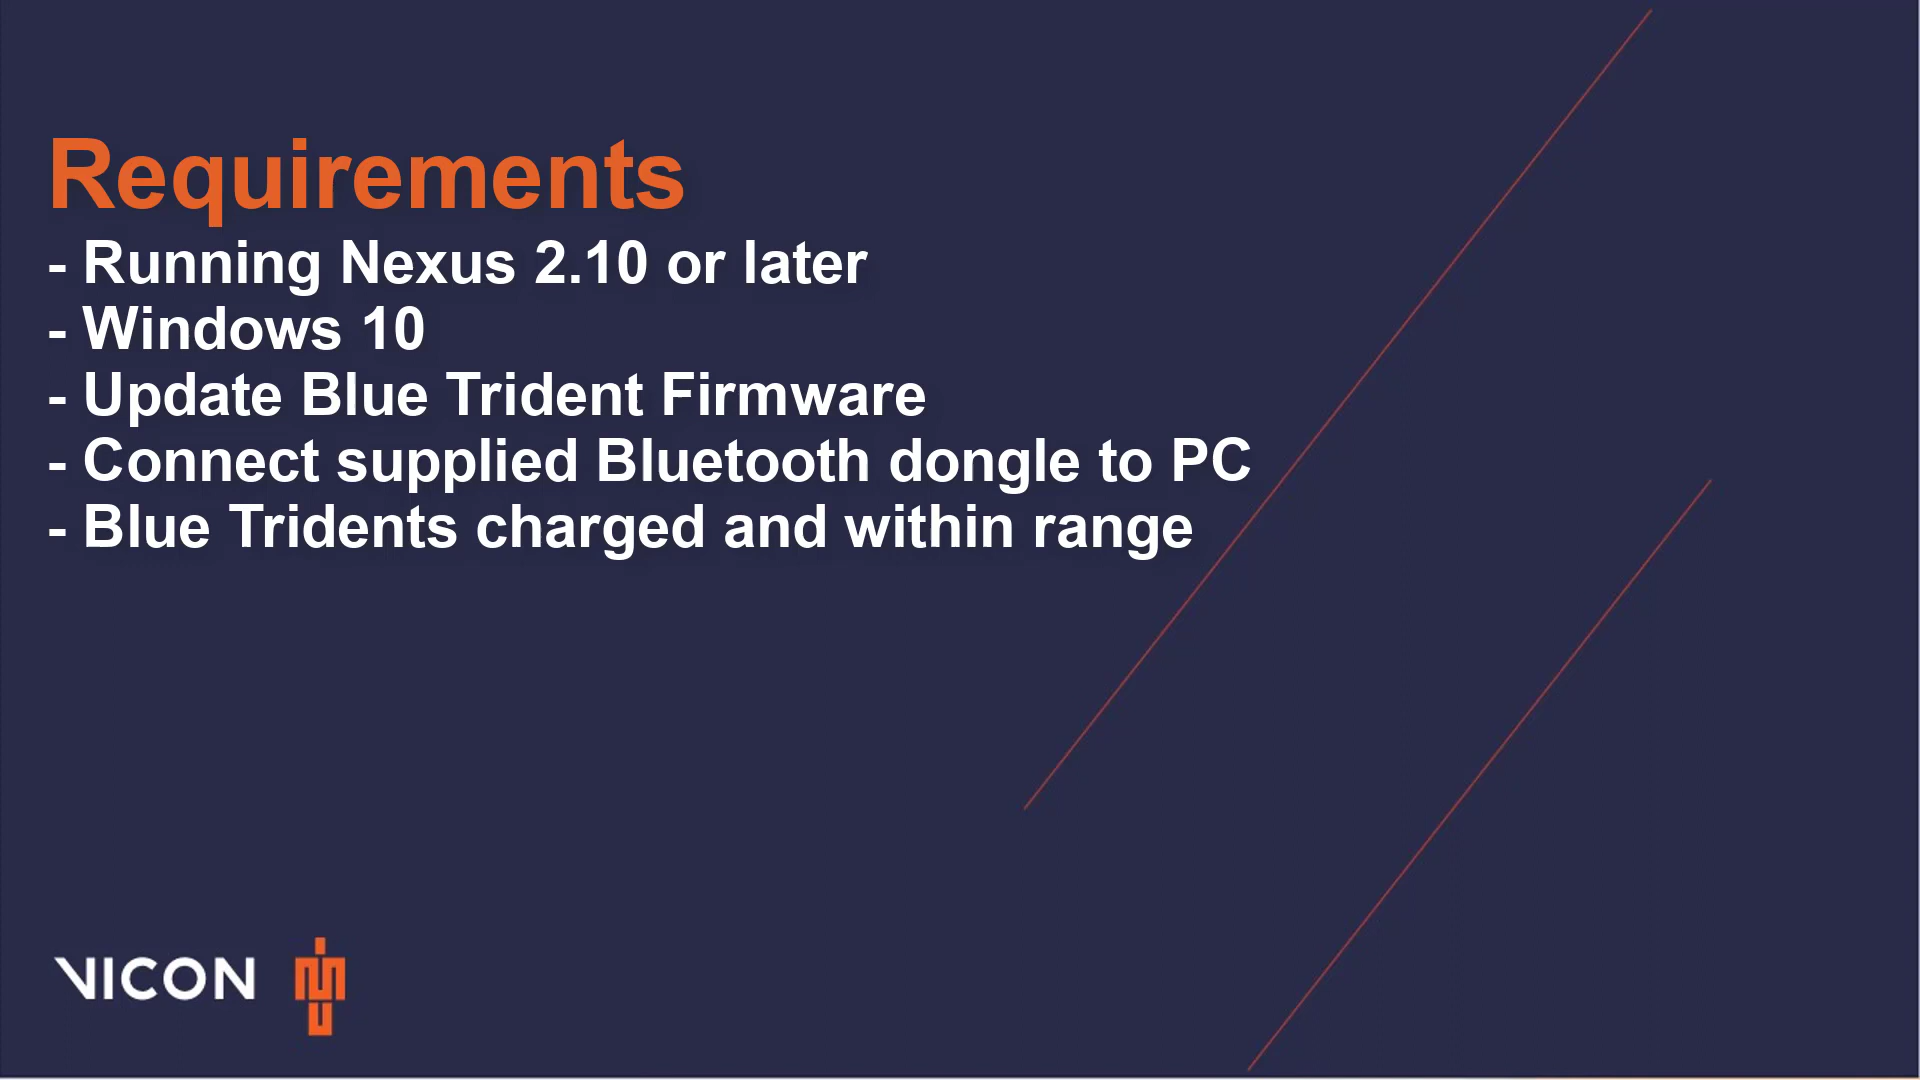 Requirements
- Running Nexus 2.10 or later
- Windows 10
- Update Blue Trident Firmware
- Connect supplied Bluetooth dongle to PC
- Blue Tridents charged and within range
VICON